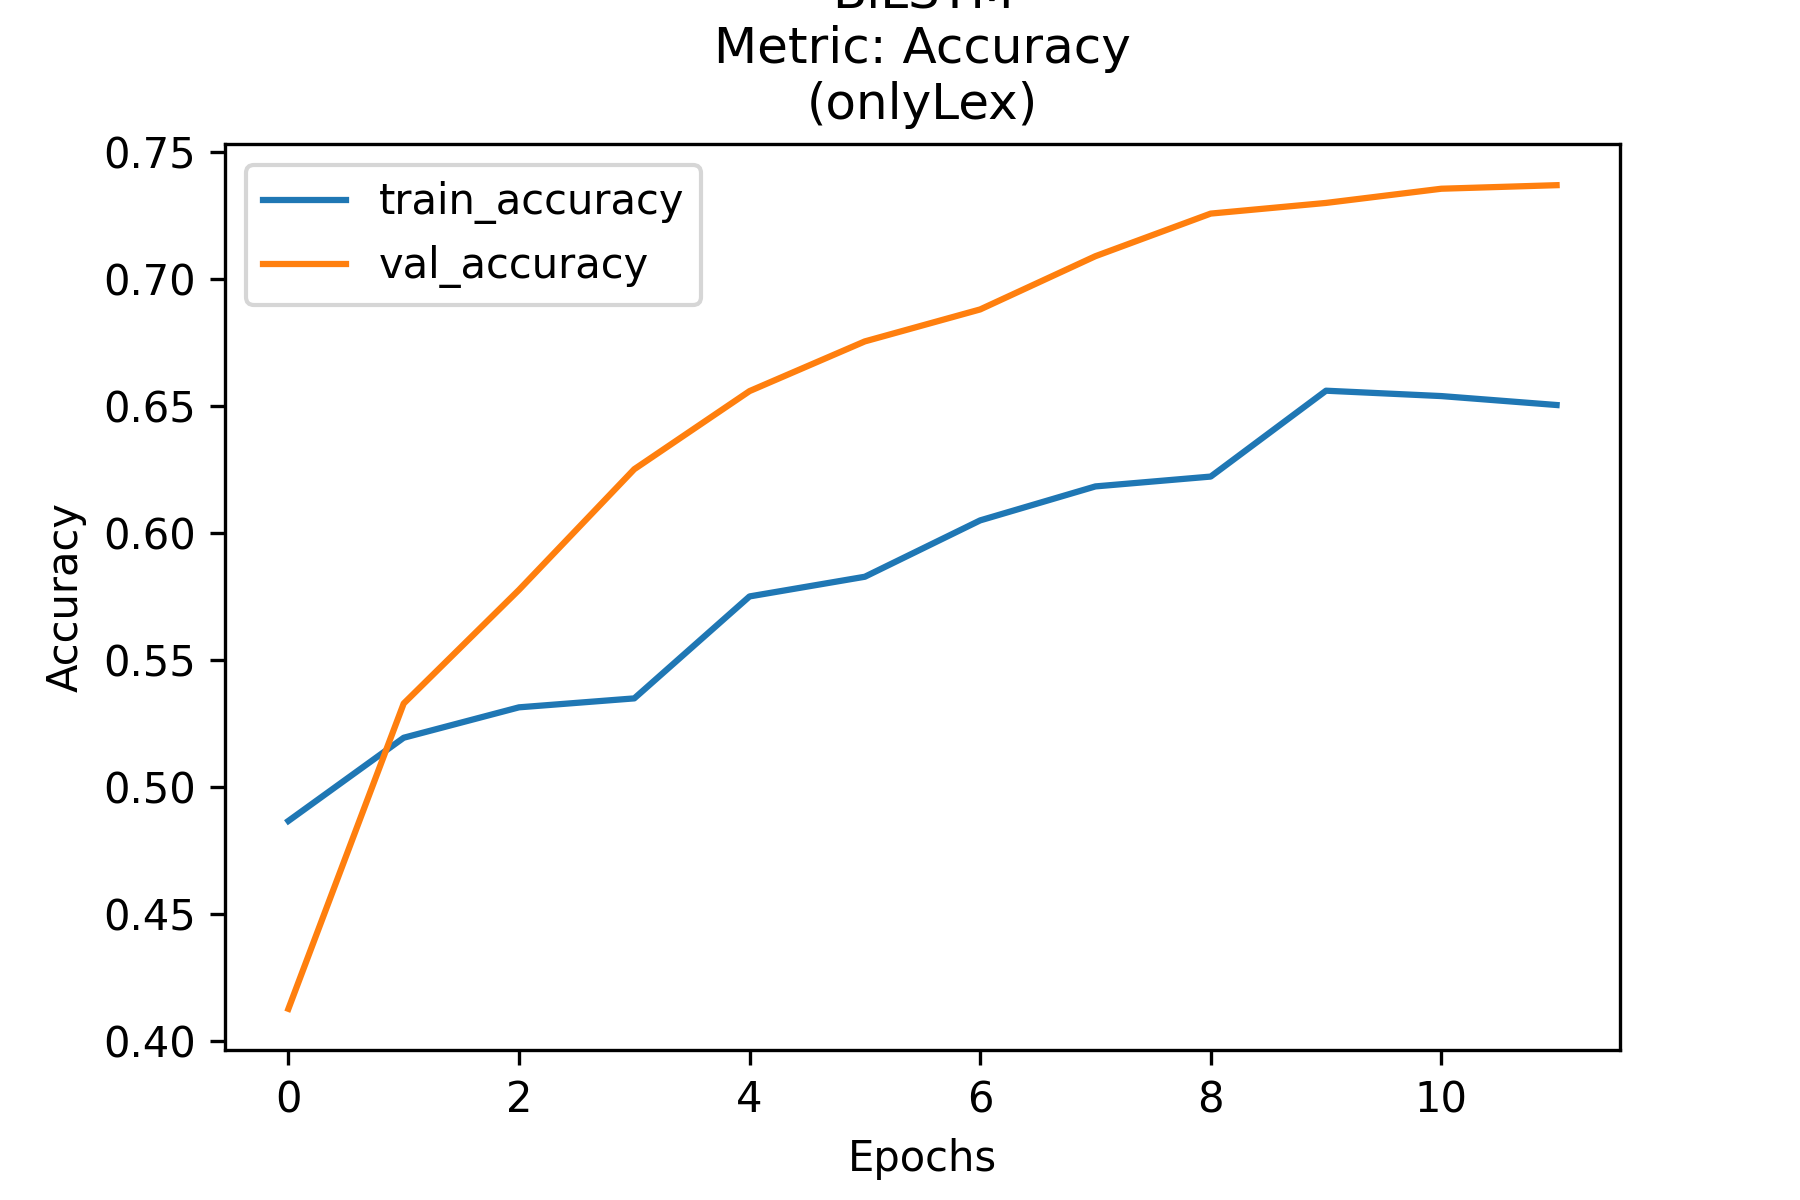 BiLSTM
Metric: Accuracy
(onlyLex)
0.75
train_accuracy
val_accuracy
0.70
0.65
0.60
0.55
0.50
0.45
0.40
Accuracy
0 2 4 6 8 10
Epochs